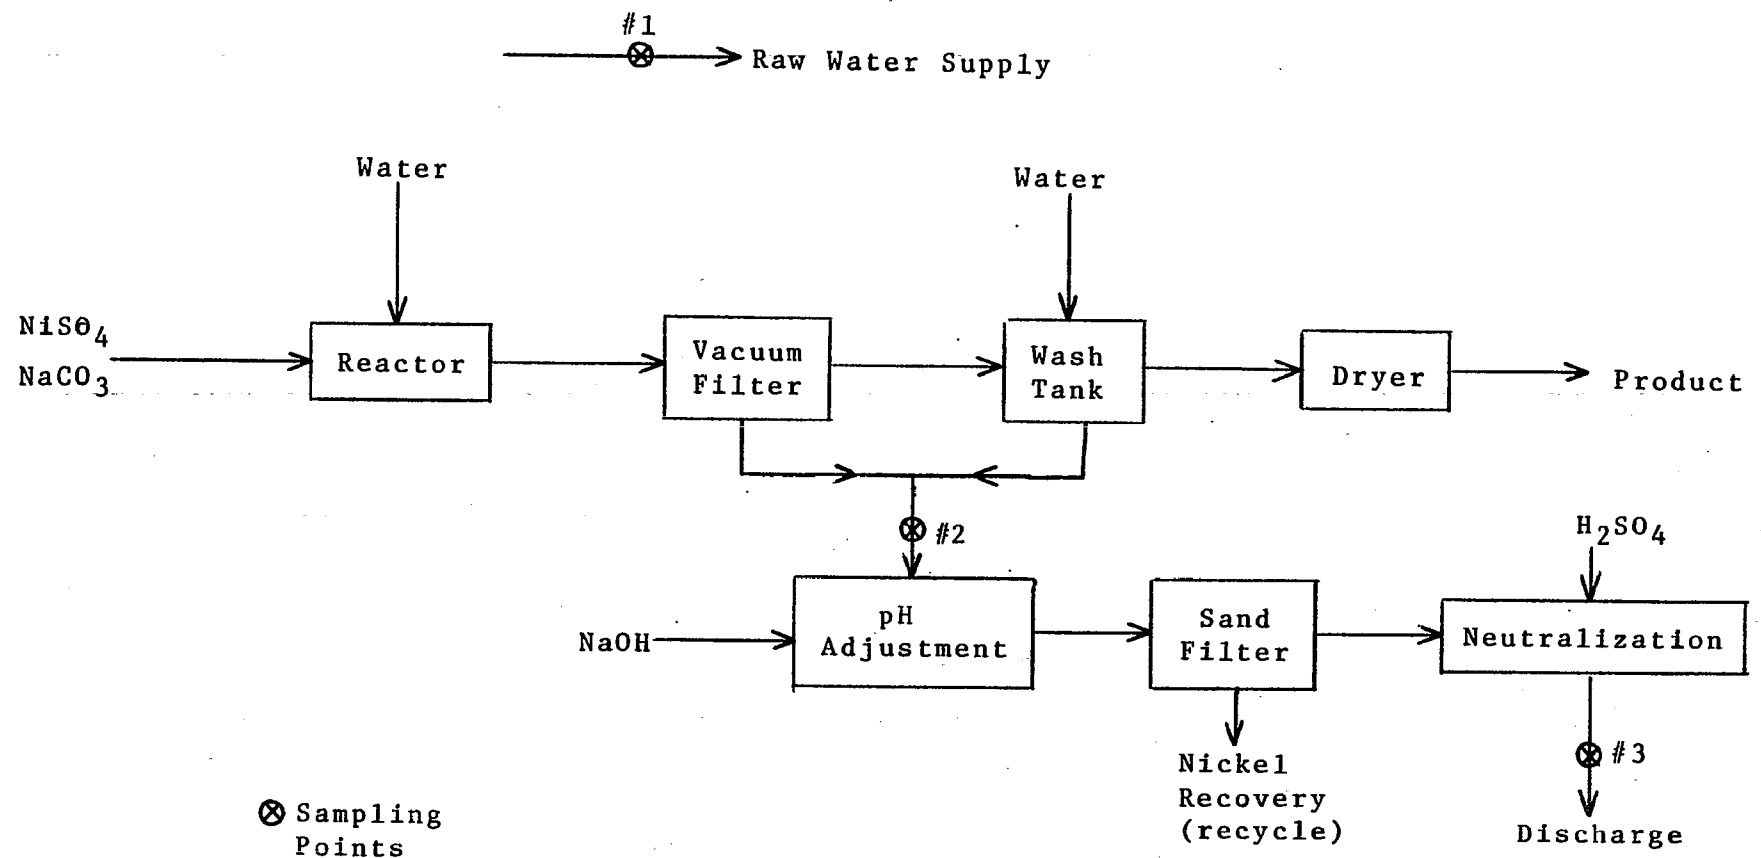 #1
Raw Water Supply
Water
Water
NiSO4
NaCO3
Reactor
Vacuum
Filter
Wash
Tank
Dryer
Product
#2
H2SO4
NaOH
pH
Adjustment
Sand
Filter
Neutralization
#3
Nickel
Recovery
(recycle)
Discharge
⊗ Sampling
Points